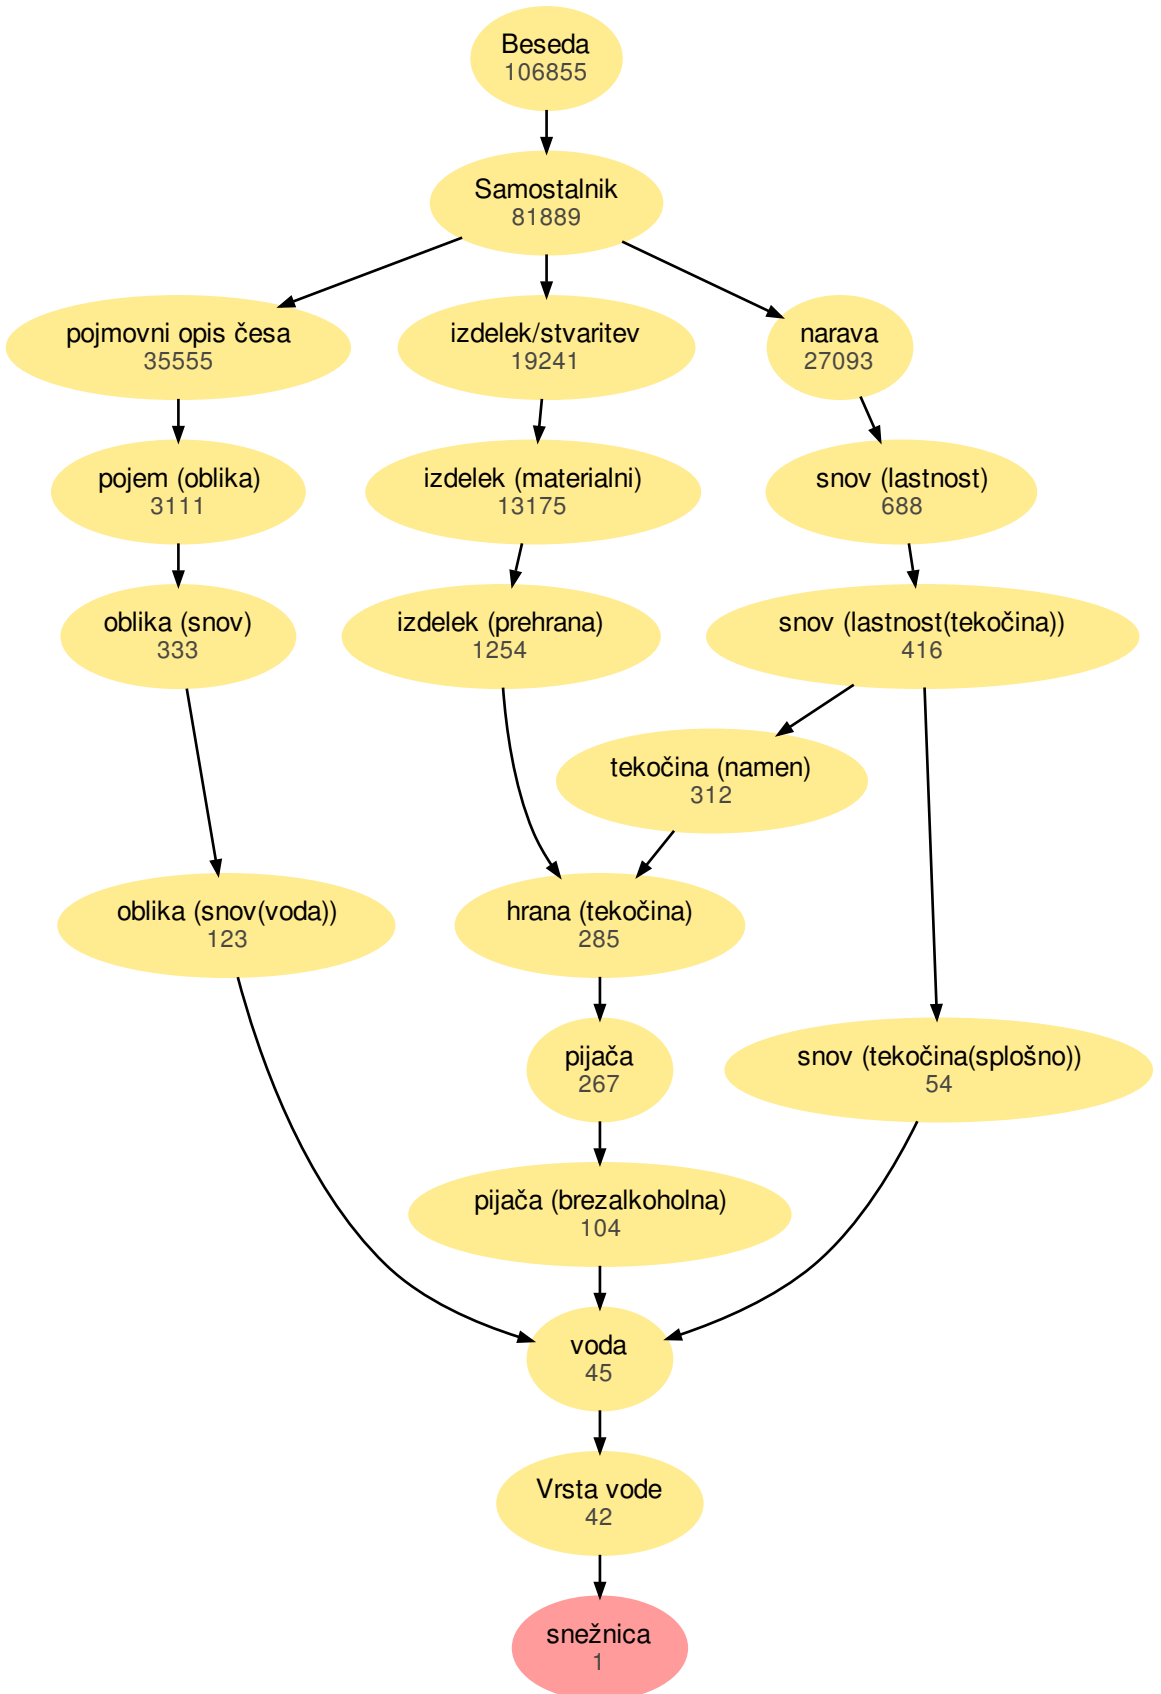 Beseda
106855
Samostalnik
81889
pojmovni opis česa
35555
izdelek/stvaritev
19241
narava
27093
pojem (oblika)
3111
izdelek (materialni)
13175
snov (lastnost)
688
oblika (snov)
333
izdelek (prehrana)
1254
snov (lastnost(tekočina))
416
tekočina (namen)
312
oblika (snov(voda))
123
hrana (tekočina)
285
pijača
267
snov (tekočina(splošno))
54
pijača (brezalkoholna)
104
voda
45
Vrsta vode
42
snežnica
1